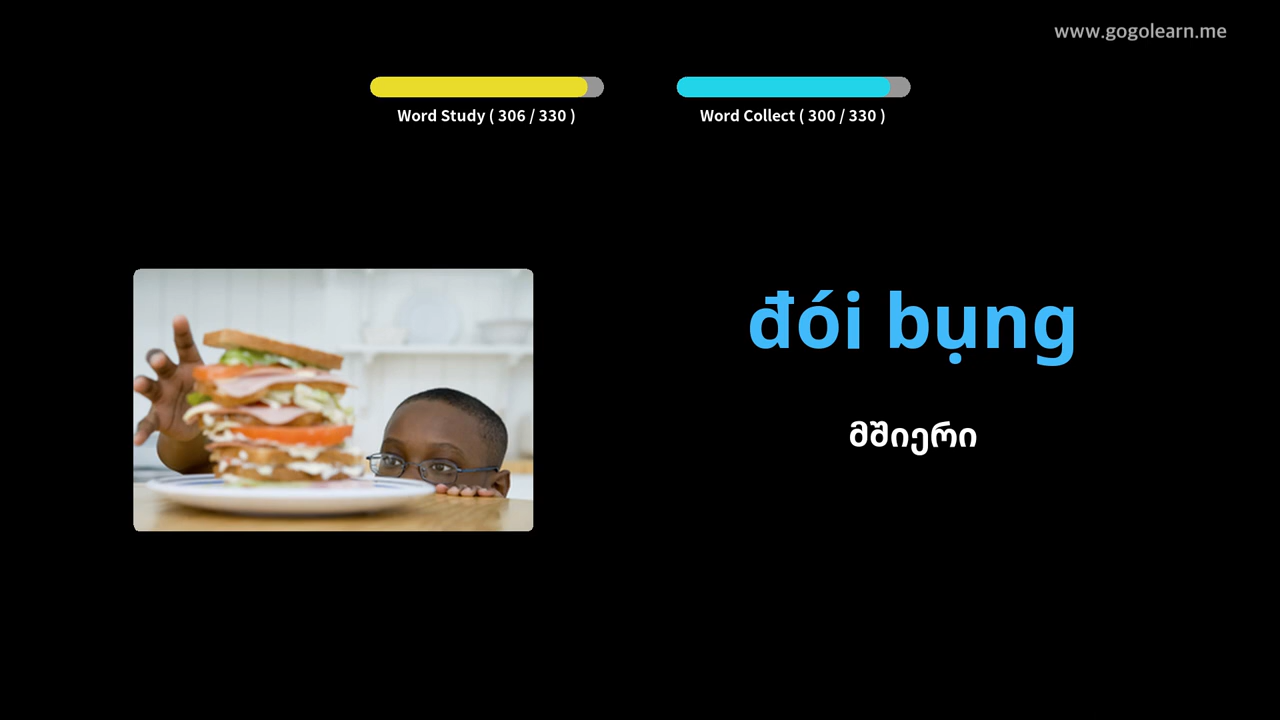 www.gogolearn.me
Word Study ( 306 / 330 )
Word Collect ( 300 / 330 )
đói bụng
მშიერი